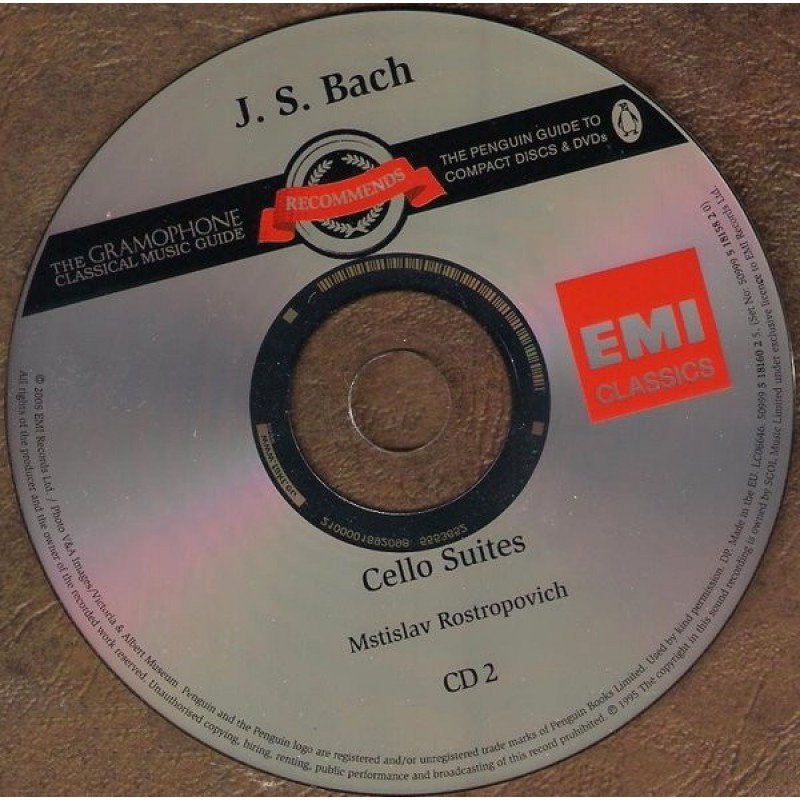 J. S. Bach
THE GRAMOPHONE
CLASSICAL MUSIC GUIDE
RECOMMENDS
THE PENGUIN GUIDE TO
COMPACT DISCS & DVDs
EMI
CLASSICS
Cello Suites
Mstislav Rostropovich
CD 2
℗ 1995 The copyright in this sound recording is owned by SGOL Music Limited under exclusive licence to EMI Records Ltd.
© 2008 EMI Records Ltd. / Photo V&A Images/Victoria & Albert Museum. Penguin and the Penguin logo are registered and/or unregistered trade marks of Penguin Books Limited. Used by kind permission. DP. Made in the EU. LC06646. 50999 5 18160 2 5. (Set No: 50999 5 18158 2 0)
All rights of the producer and the owner of the recorded work reserved. Unauthorised copying, hiring, renting, public performance and broadcasting of this record prohibited.
2100001892098 5553652